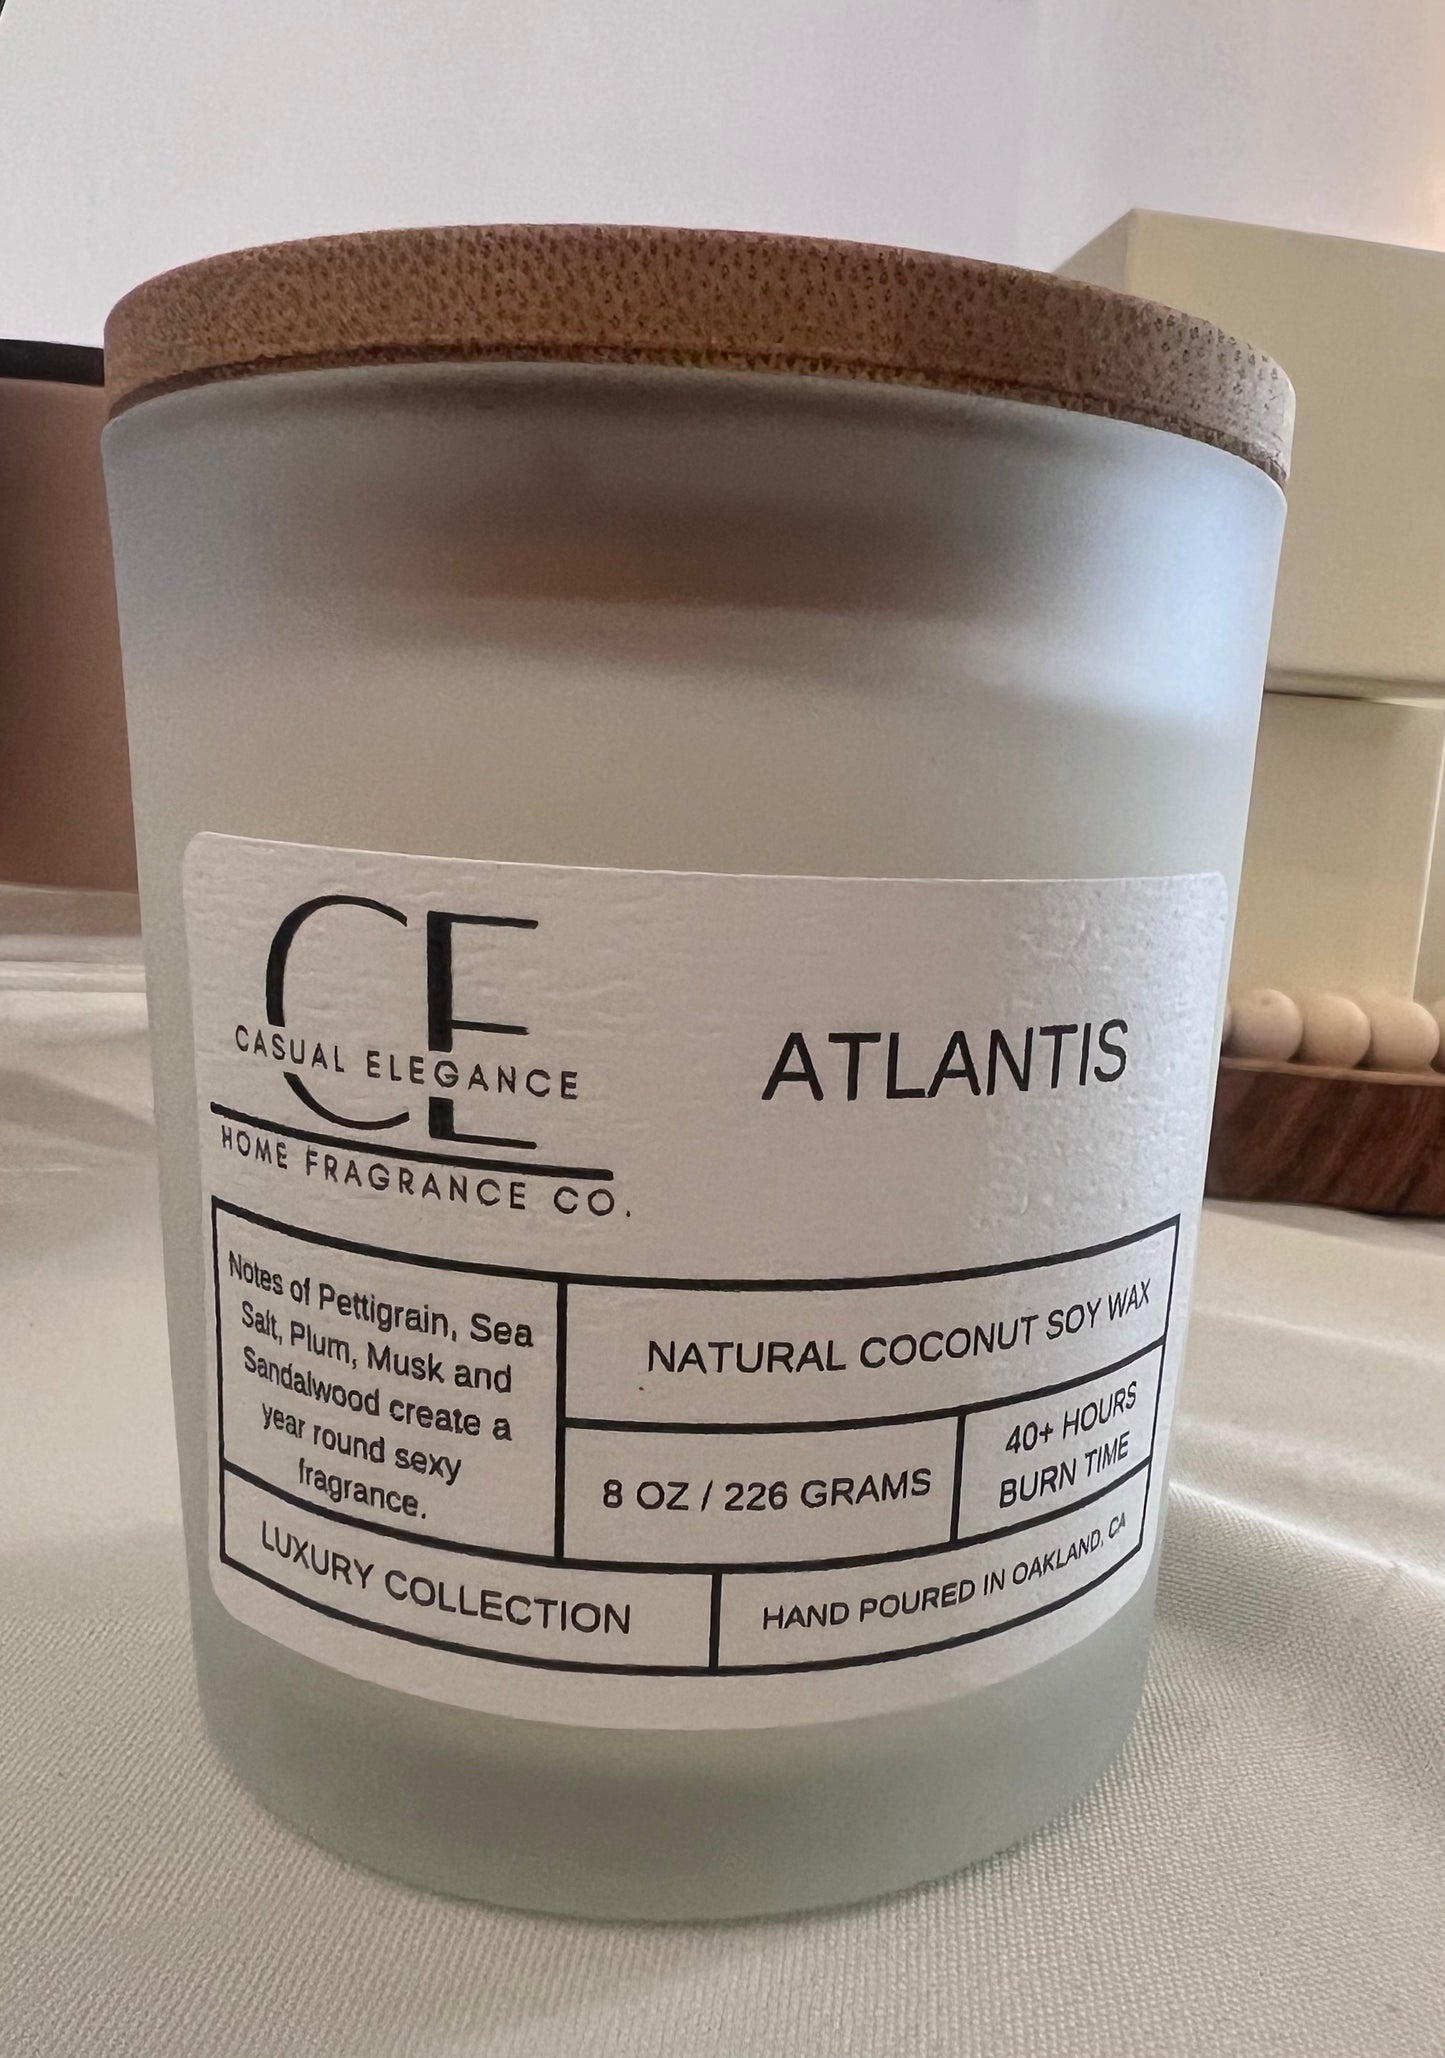 CE
CASUAL ELEGANCE
HOME FRAGRANCE CO.
ATLANTIS
Notes of Pettigrain, Sea
Salt, Plum, Musk and
Sandalwood create a
year round sexy
fragrance.
NATURAL COCONUT SOY WAX
8 OZ / 226 GRAMS
40+ HOURS
BURN TIME
LUXURY COLLECTION
HAND POURED IN OAKLAND, CA